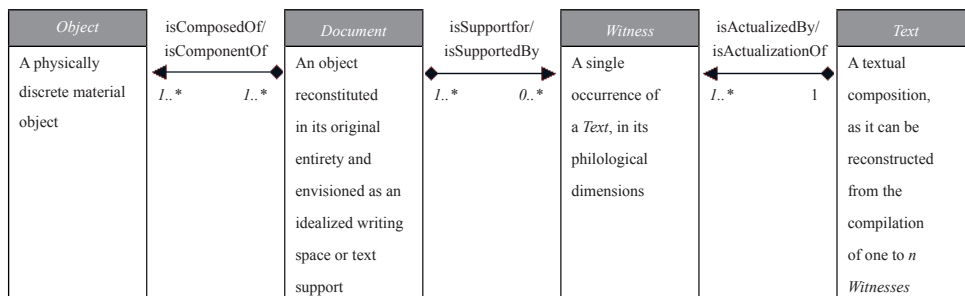 Object
A physically
discrete material
object
isComposedOf/
isComponentOf
1..* 1..*
Document
An object
reconstituted
in its original
entirety and
envisioned as an
idealized writing
space or text
support
isSupportfor/
isSupportedBy
1..* 0..*
Witness
A single
occurrence of
a Text, in its
philological
dimensions
isActualizedBy/
isActualizationOf
1..* 1
Text
A textual
composition,
as it can be
reconstructed
from the
compilation
of one to n
Witnesses